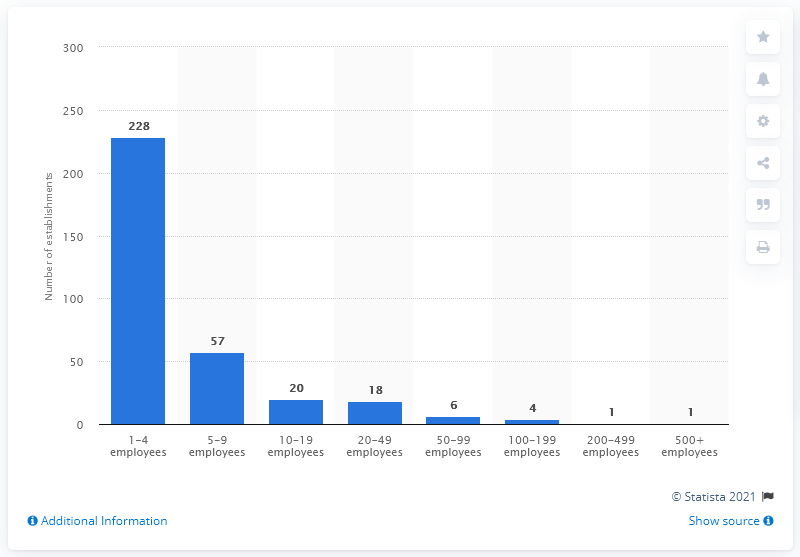 300
250
200
150
100
50
0
Number of establishments
228
57
20
18
6
4
1
1
1–4 employees
5–9 employees
10–19 employees
20–49 employees
50–99 employees
100–199 employees
200–499 employees
500+ employees
© Statista 2021
Additional Information
Show source